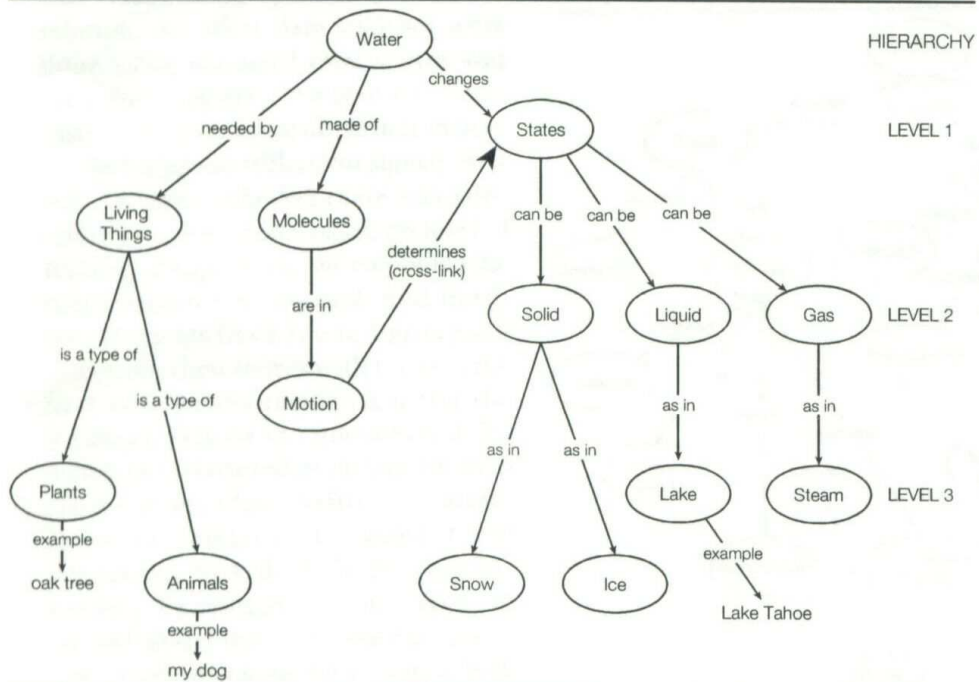 Water
HIERARCHY
changes
needed by
made of
States
LEVEL 1
Living
Things
Molecules
can be
can be
can be
determines
(cross-link)
are in
Solid
Liquid
Gas
LEVEL 2
is a type of
is a type of
Motion
as in
as in
as in
as in
Plants
Lake
Steam
LEVEL 3
example
example
oak tree
Animals
Snow
Ice
Lake Tahoe
example
my dog